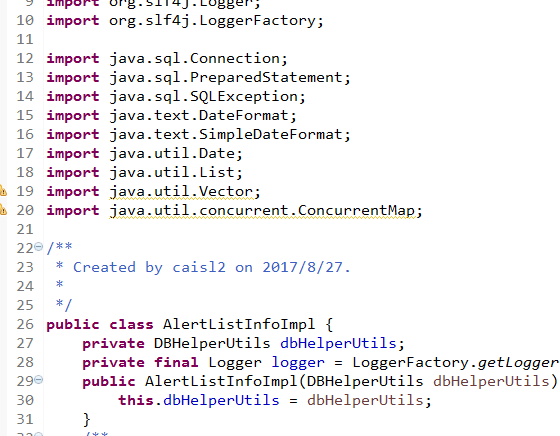 9 import org.slf4j.Logger;
10 import org.slf4j.LoggerFactory;
11
12 import java.sql.Connection;
13 import java.sql.PreparedStatement;
14 import java.sql.SQLException;
15 import java.text.DateFormat;
16 import java.text.SimpleDateFormat;
17 import java.util.Date;
18 import java.util.List;
19 import java.util.Vector;
20 import java.util.concurrent.ConcurrentMap;
21
22 /**
23 * Created by caisl2 on 2017/8/27.
24 *
25 */
26 public class AlertListInfoImpl {
27 private DBHelperUtils dbHelperUtils;
28 private final Logger logger = LoggerFactory.getLogger
29 public AlertListInfoImpl(DBHelperUtils dbHelperUtils)
30 this.dbHelperUtils = dbHelperUtils;
31 }
/**